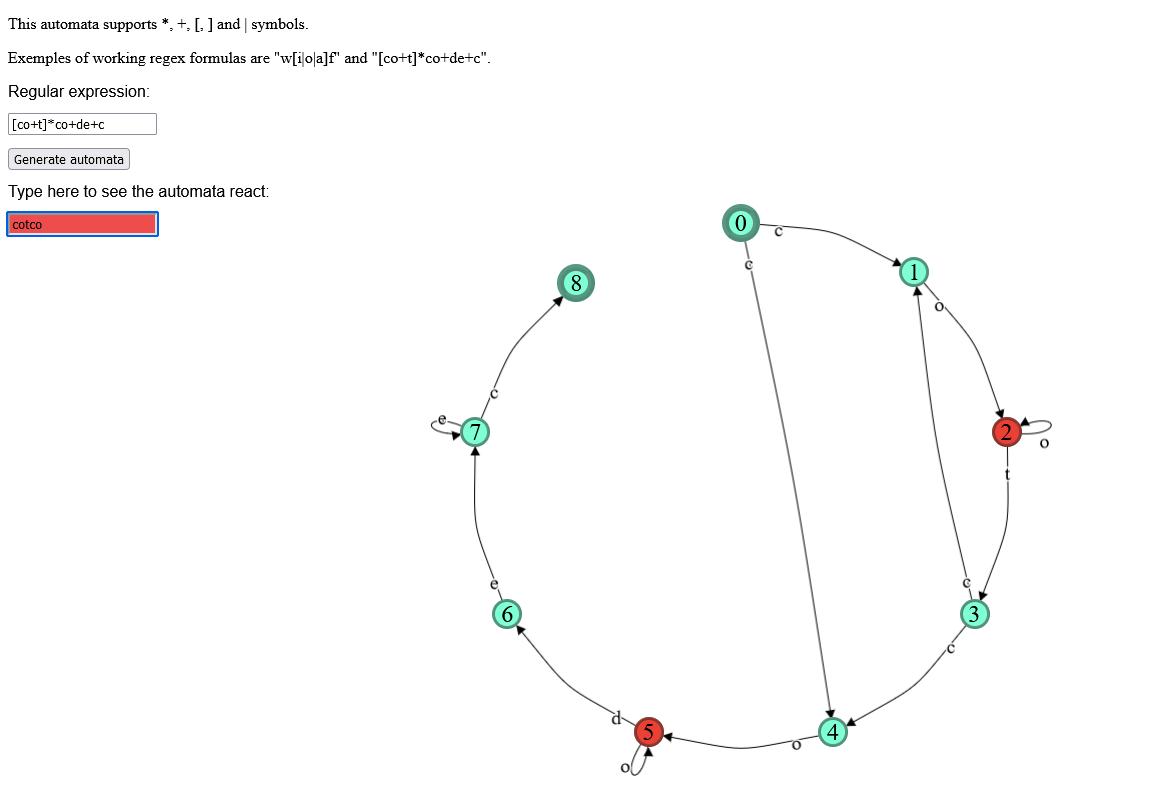 This automata supports *, +, [, ] and | symbols.
Exemples of working regex formulas are "w[i|o|a]f" and "[co+t]*co+de+c".
Regular expression:
[co+t]*co+de+c
Generate automata
Type here to see the automata react:
cotco
0
c
c
8
1
o
c
e
7
2
o
t
e
c
6
3
c
d
5
o
4
o